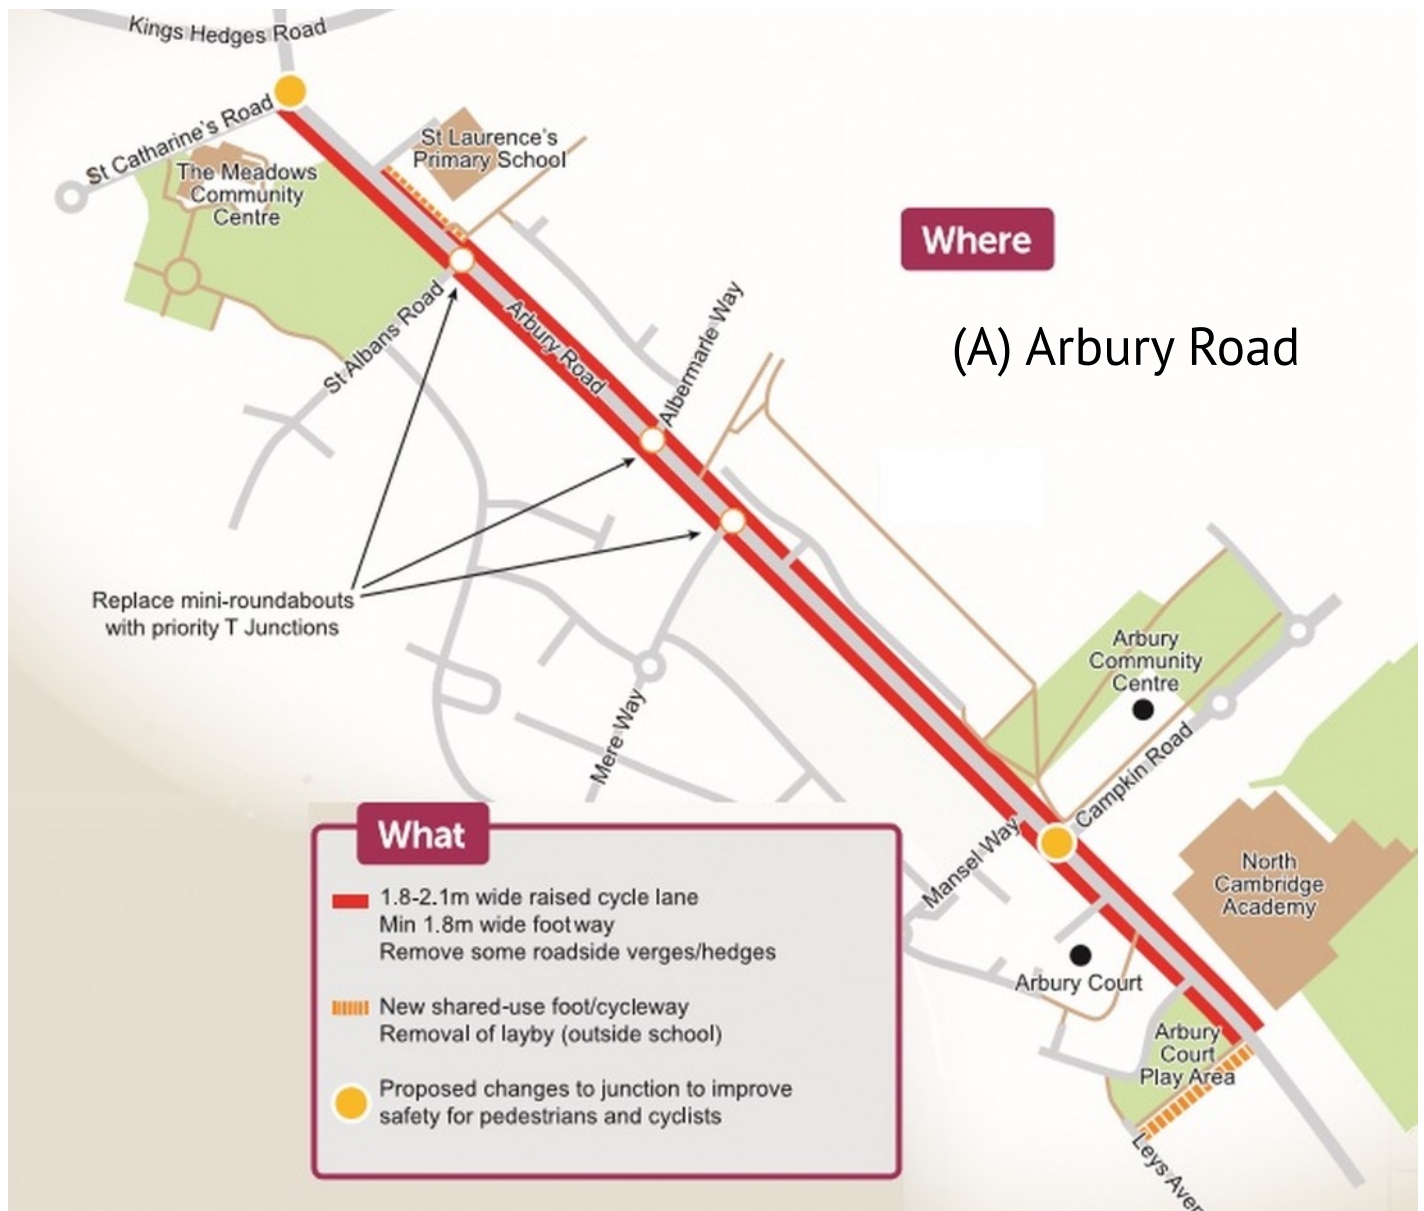 Kings Hedges Road
St Catharine's Road
St Laurence's
Primary School
The Meadows
Community
Centre
Where
(A) Arbury Road
St Albans Road
Arbury Road
Albermarle Way
Replace mini-roundabouts
with priority T Junctions
Arbury
Community
Centre
Mere Way
Campkin Road
Mansel Way
North
Cambridge
Academy
Arbury Court
Arbury
Court
Play Area
Leys Aven
What
1.8-2.1m wide raised cycle lane
Min 1.8m wide footway
Remove some roadside verges/hedges
New shared-use foot/cycleway
Removal of layby (outside school)
Proposed changes to junction to improve
safety for pedestrians and cyclists